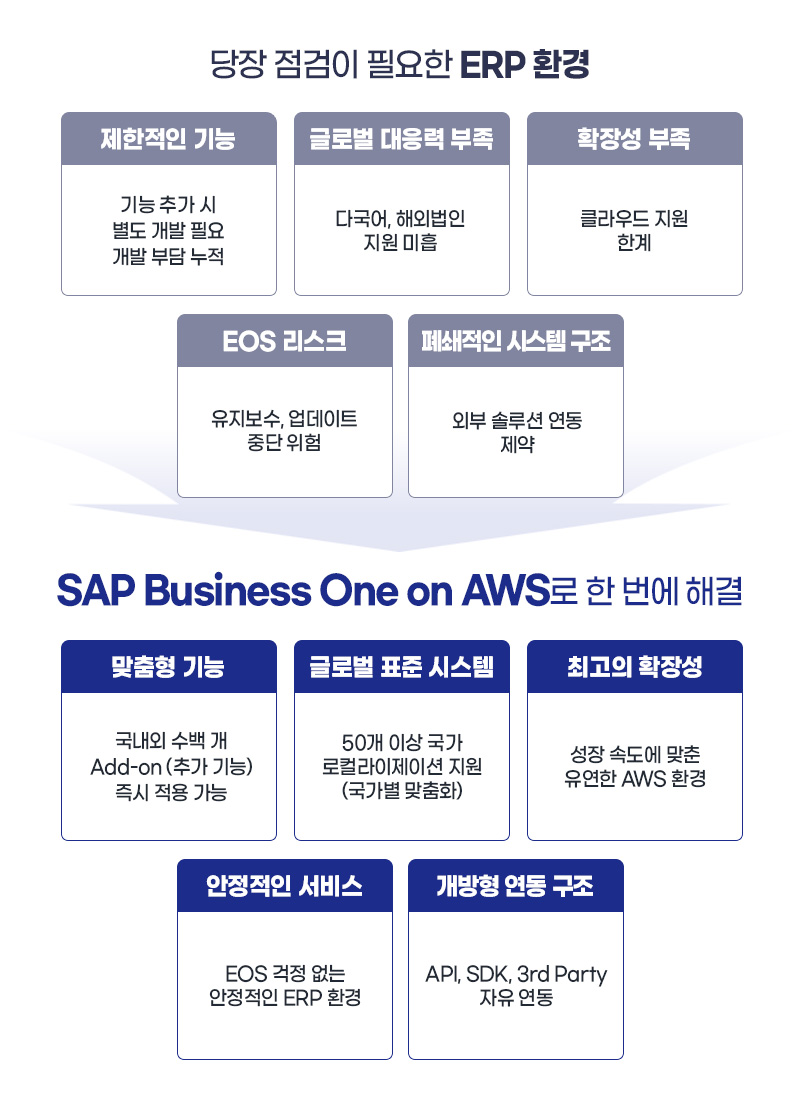 당장 점검이 필요한 ERP 환경
제한적인 기능
기능 추가 시
별도 개발 필요
개발 부담 누적
글로벌 대응력 부족
다국어, 해외법인
지원 미흡
확장성 부족
클라우드 지원
한계
EOS 리스크
유지보수, 업데이트
중단 위험
폐쇄적인 시스템 구조
외부 솔루션 연동
제약
SAP Business One on AWS로 한 번에 해결
맞춤형 기능
국내외 수백 개
Add-on (추가 기능)
즉시 적용 가능
글로벌 표준 시스템
50개 이상 국가
로컬라이제이션 지원
(국가별 맞춤화)
최고의 확장성
성장 속도에 맞춘
유연한 AWS 환경
안정적인 서비스
EOS 걱정 없는
안정적인 ERP 환경
개방형 연동 구조
API, SDK, 3rd Party
자유 연동